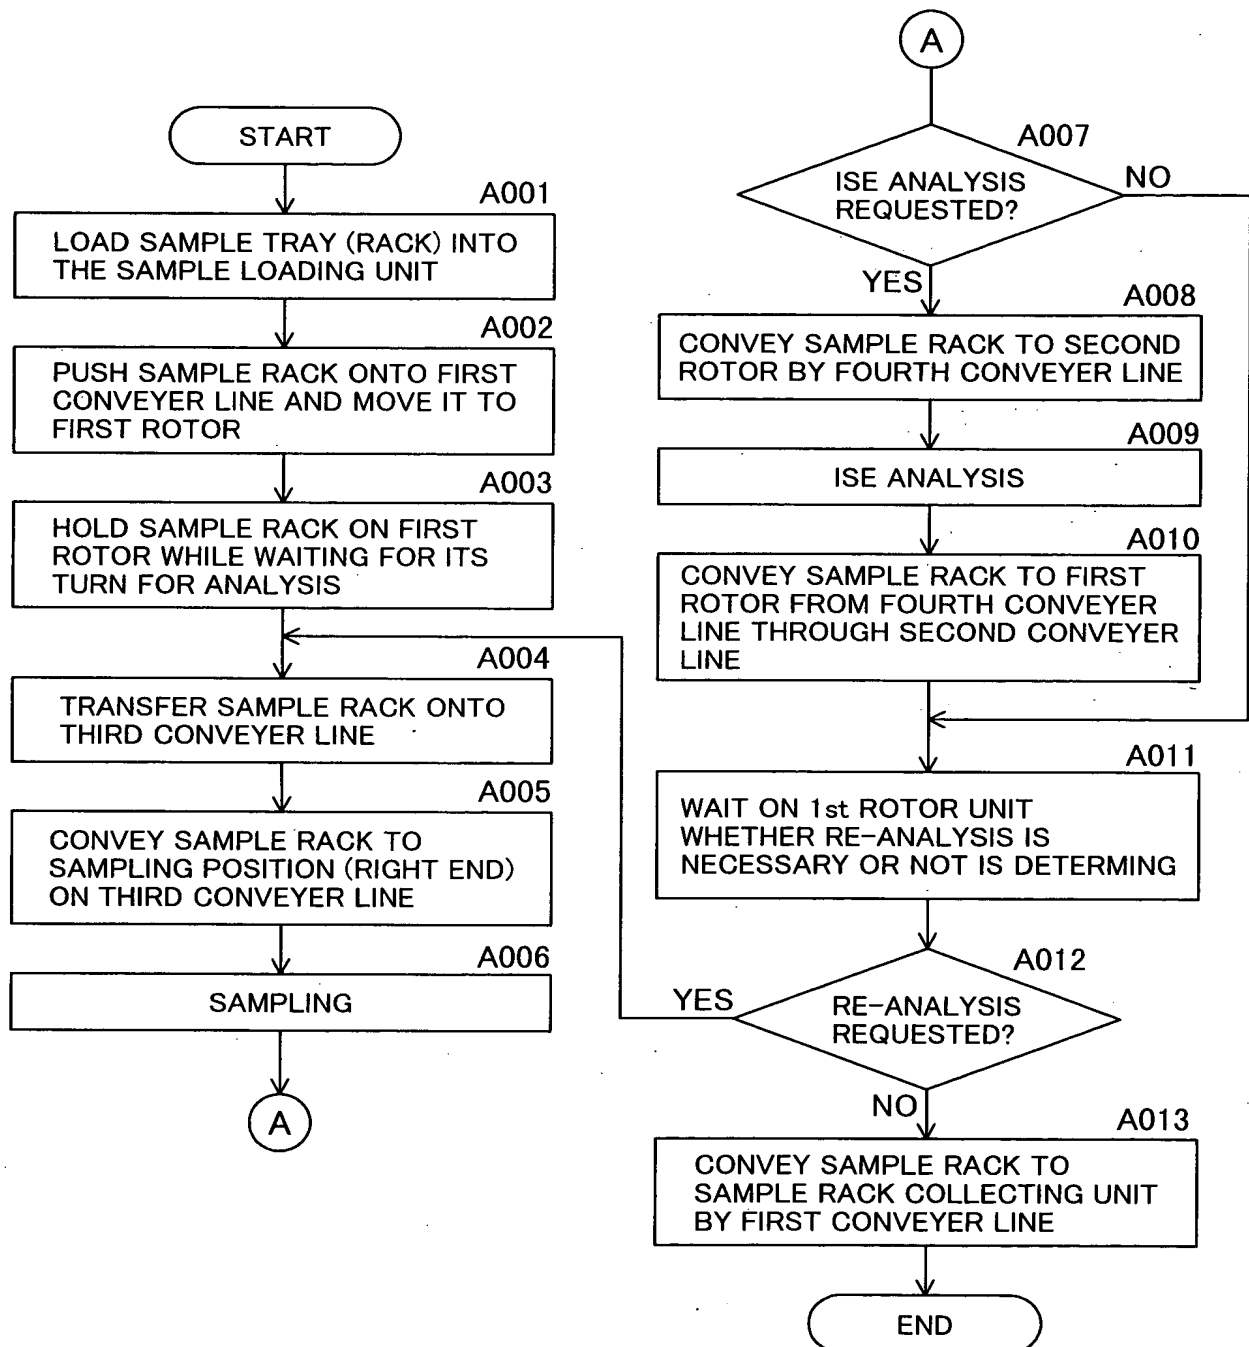 START
A001
LOAD SAMPLE TRAY (RACK) INTO
THE SAMPLE LOADING UNIT
A002
PUSH SAMPLE RACK ONTO FIRST
CONVEYER LINE AND MOVE IT TO
FIRST ROTOR
A003
HOLD SAMPLE RACK ON FIRST
ROTOR WHILE WAITING FOR ITS
TURN FOR ANALYSIS
A004
TRANSFER SAMPLE RACK ONTO
THIRD CONVEYER LINE
A005
CONVEY SAMPLE RACK TO
SAMPLING POSITION (RIGHT END)
ON THIRD CONVEYER LINE
A006
SAMPLING
A
A
A007
ISE ANALYSIS
REQUESTED?
NO
YES
A008
CONVEY SAMPLE RACK TO SECOND
ROTOR BY FOURTH CONVEYER LINE
A009
ISE ANALYSIS
A010
CONVEY SAMPLE RACK TO FIRST
ROTOR FROM FOURTH CONVEYER
LINE THROUGH SECOND CONVEYER
LINE
A011
WAIT ON 1st ROTOR UNIT
WHETHER RE-ANALYSIS IS
NECESSARY OR NOT IS DETERMING
A012
YES
RE-ANALYSIS
REQUESTED?
NO
A013
CONVEY SAMPLE RACK TO
SAMPLE RACK COLLECTING UNIT
BY FIRST CONVEYER LINE
END